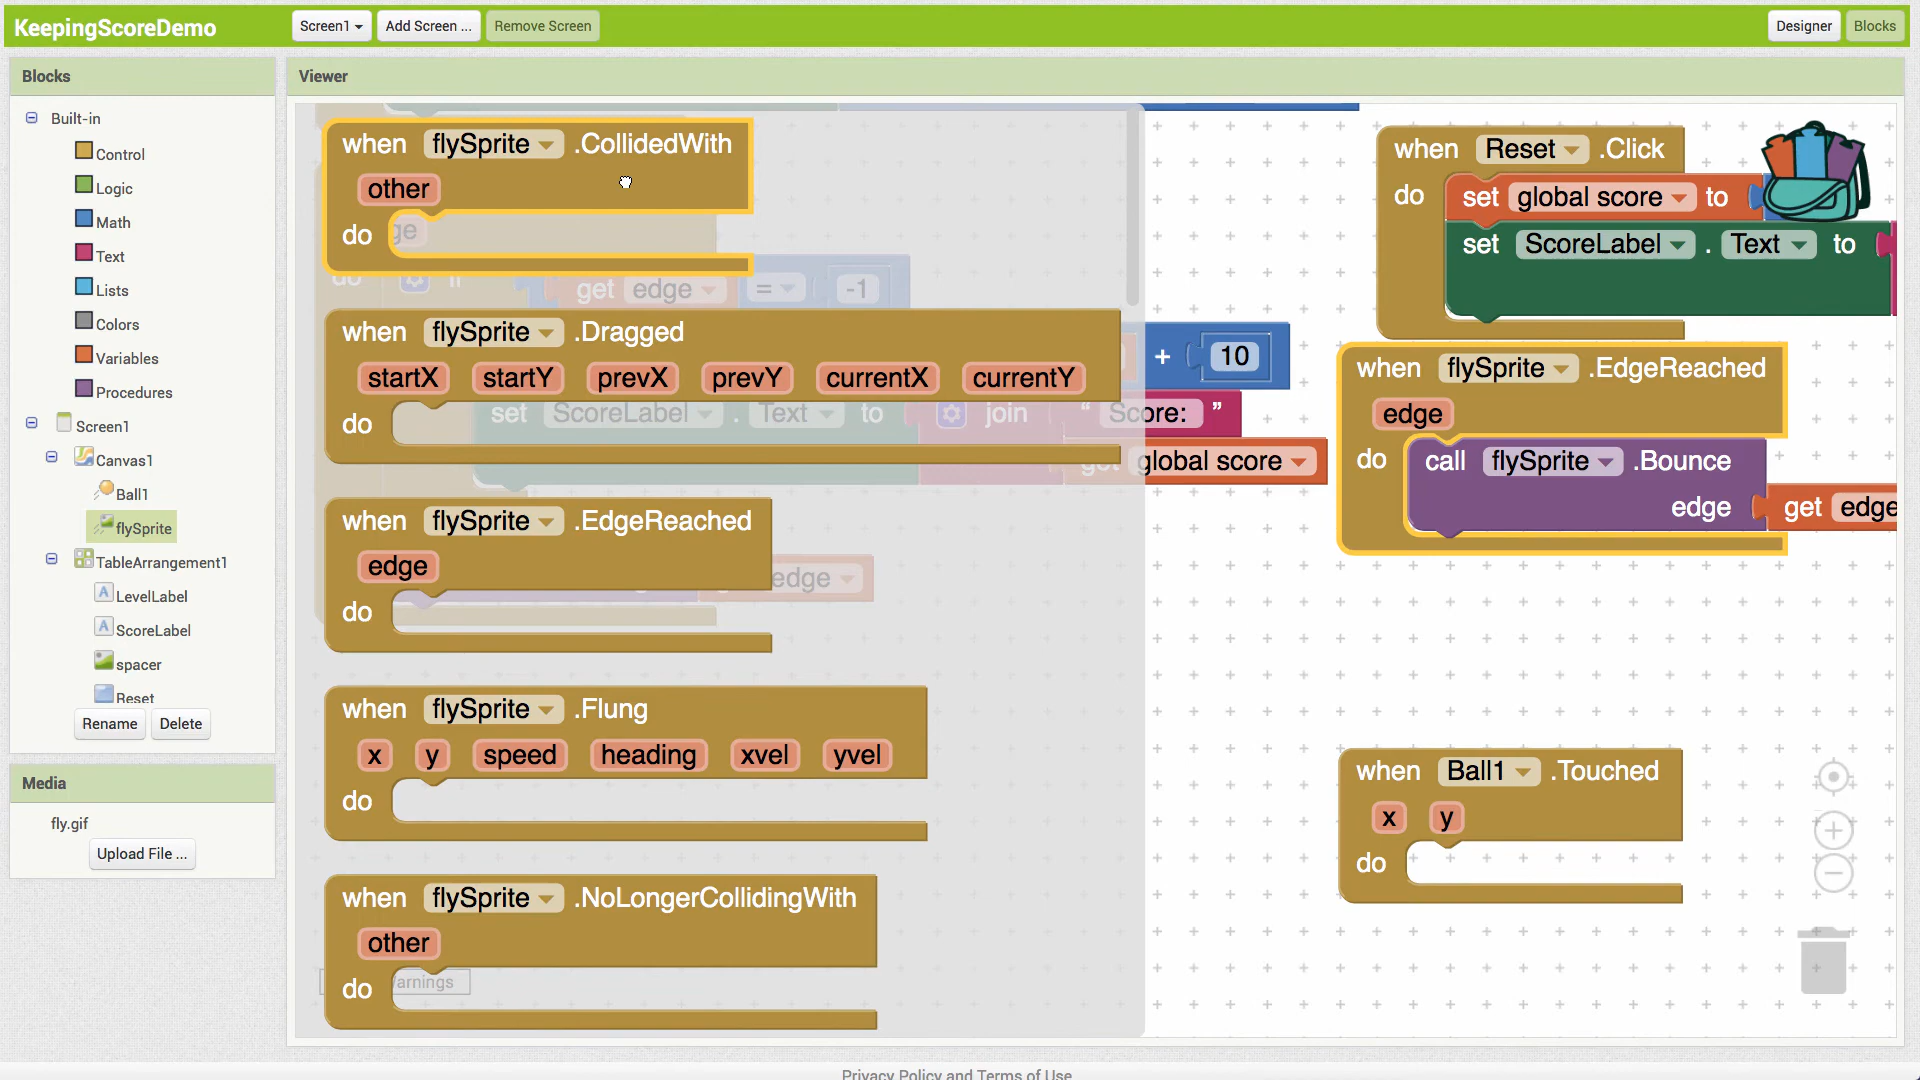 KeepingScoreDemo
Screen1
Add Screen ...
Remove Screen
Designer
Blocks
Blocks
Built-in
Control
Logic
Math
Text
Lists
Colors
Variables
Procedures
Screen1
Canvas1
Ball1
flySprite
TableArrangement1
LevelLabel
ScoreLabel
spacer
Reset
Rename
Delete
Media
fly.gif
Upload File ...
Viewer
when flySprite .CollidedWith
other
do
do if get edge = -1
when flySprite .Dragged
startX startY prevX prevY currentX currentY
do
+ 10
set ScoreLabel . Text to join “ Score: ”
get global score
when flySprite .EdgeReached
edge
do
edge
when flySprite .Flung
x y speed heading xvel yvel
do
when flySprite .NoLongerCollidingWith
other
do
when Reset .Click
do set global score to
set ScoreLabel . Text to
when flySprite .EdgeReached
edge
do call flySprite .Bounce
edge get edge
when Ball1 .Touched
x y
do
Privacy Policy and Terms of Use